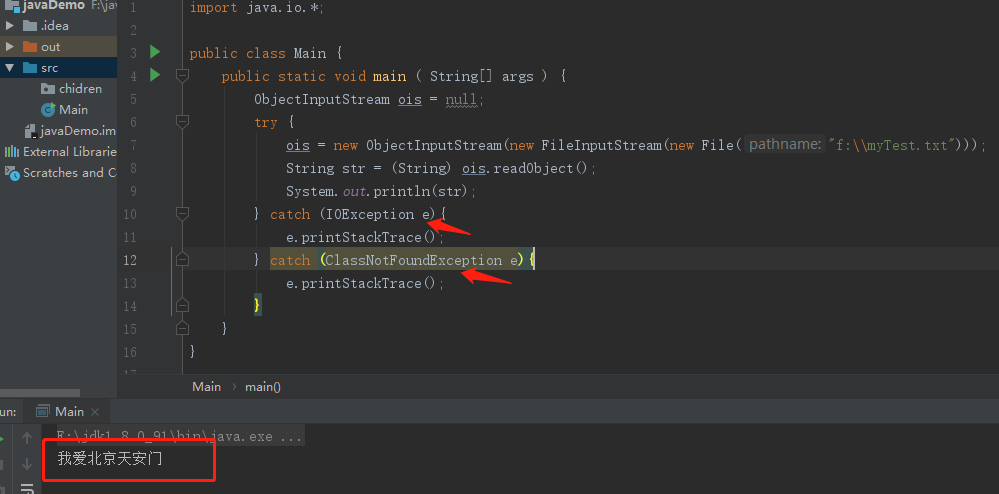 javaDemo F:\jav
.idea
out
src
chidren
Main
javaDemo.im
External Librarie
Scratches and Co
1 import java.io.*;
2
3 public class Main {
4 public static void main ( String[] args ) {
5 ObjectInputStream ois = null;
6 try {
7 ois = new ObjectInputStream(new FileInputStream(new File( pathname: "f:\\myTest.txt")));
8 String str = (String) ois.readObject();
9 System.out.println(str);
10 } catch (IOException e){
11 e.printStackTrace();
12 } catch (ClassNotFoundException e){
13 e.printStackTrace();
14 }
15 }
16 }
Main › main()
un: Main ×
E:\jdk1.8.0_91\bin\java.exe ...
我爱北京天安门